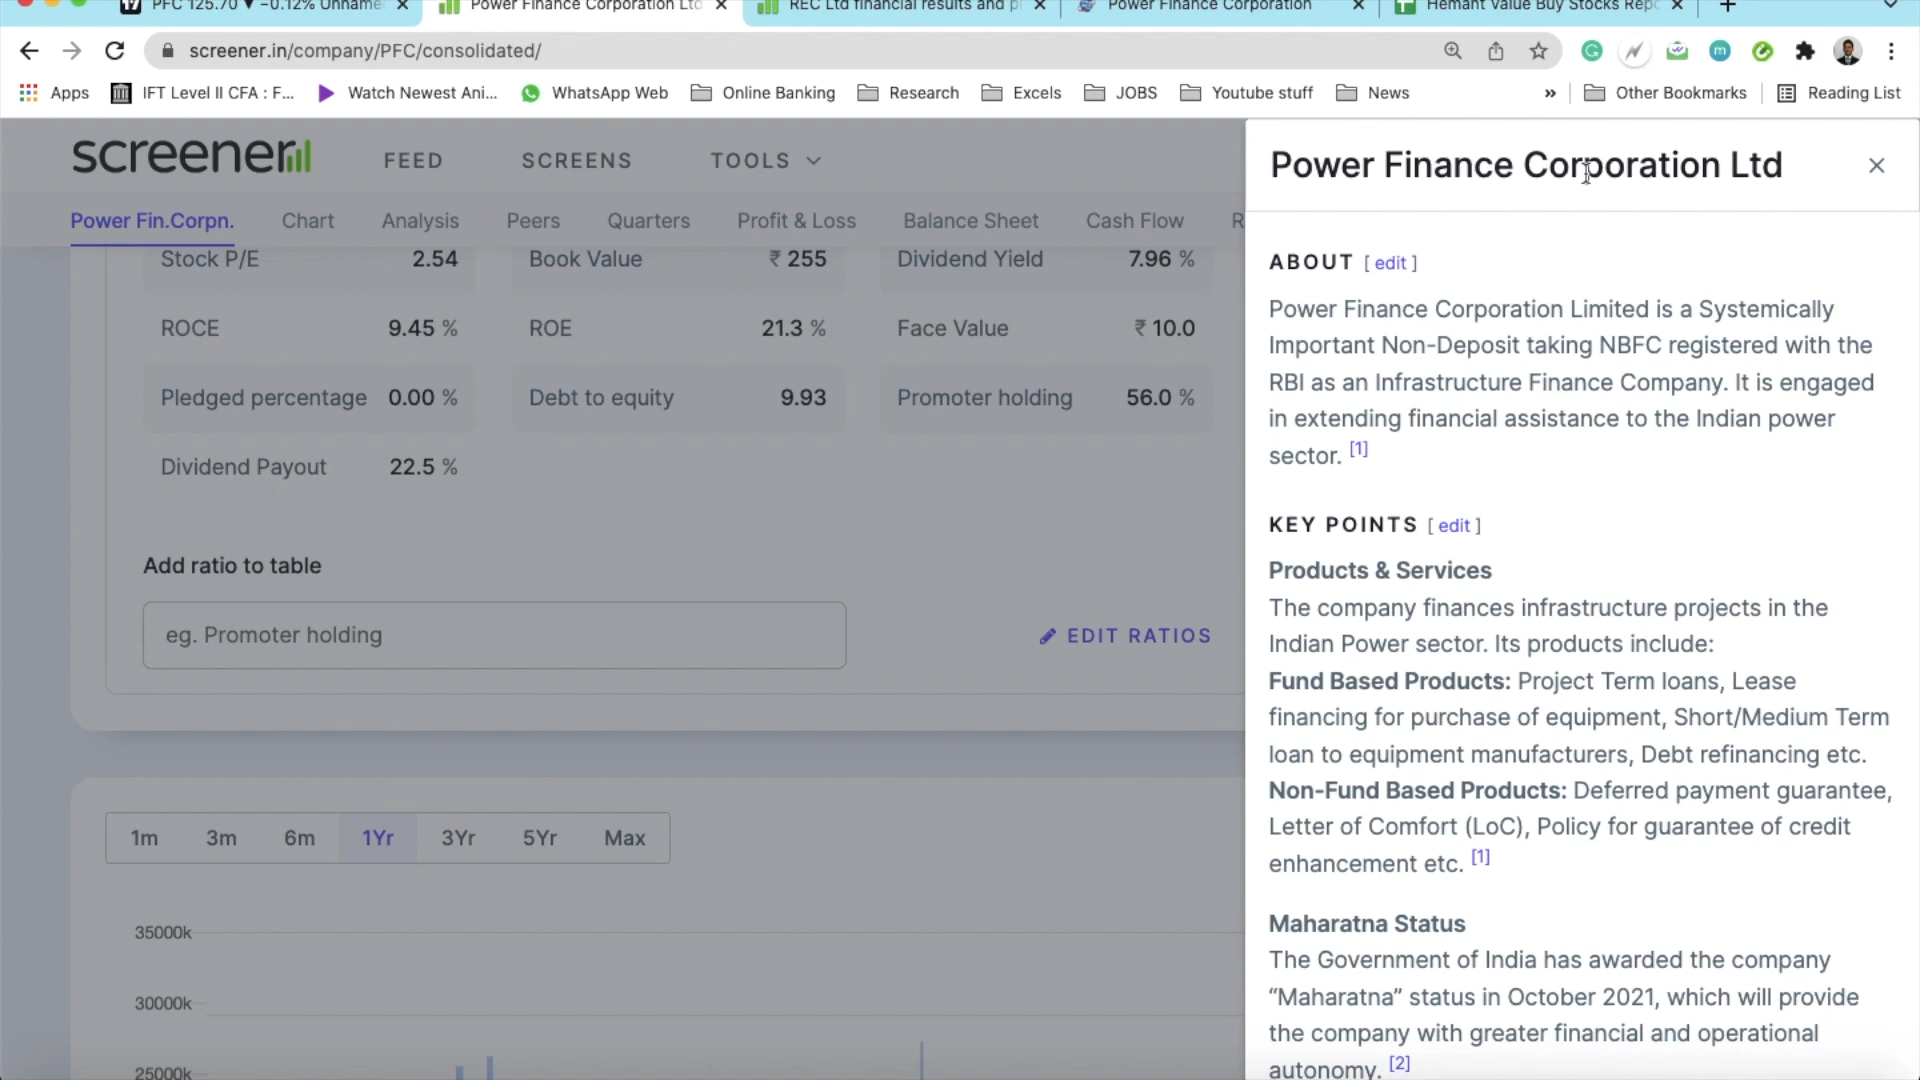 PFC 125.70 ▼ −0.12% Unname
Power Finance Corporation Ltd
REC Ltd financial results and p
Power Finance Corporation
Hemant Value Buy Stocks Rep
screener.in/company/PFC/consolidated/
Apps
IFT Level II CFA : F...
Watch Newest Ani...
WhatsApp Web
Online Banking
Research
Excels
JOBS
Youtube stuff
News
»
Other Bookmarks
Reading List
screener
FEED
SCREENS
TOOLS
Power Fin.Corpn.
Chart
Analysis
Peers
Quarters
Profit & Loss
Balance Sheet
Cash Flow
R
Stock P/E 2.54
Book Value ₹ 255
Dividend Yield 7.96 %
ROCE 9.45 %
ROE 21.3 %
Face Value ₹ 10.0
Pledged percentage 0.00 %
Debt to equity 9.93
Promoter holding 56.0 %
Dividend Payout 22.5 %
Add ratio to table
eg. Promoter holding
EDIT RATIOS
1m 3m 6m 1Yr 3Yr 5Yr Max
35000k
30000k
25000k
Power Finance Corporation Ltd
ABOUT [ edit ]
Power Finance Corporation Limited is a Systemically
Important Non-Deposit taking NBFC registered with the
RBI as an Infrastructure Finance Company. It is engaged
in extending financial assistance to the Indian power
sector. [1]
KEY POINTS [ edit ]
Products & Services
The company finances infrastructure projects in the
Indian Power sector. Its products include:
Fund Based Products: Project Term loans, Lease
financing for purchase of equipment, Short/Medium Term
loan to equipment manufacturers, Debt refinancing etc.
Non-Fund Based Products: Deferred payment guarantee,
Letter of Comfort (LoC), Policy for guarantee of credit
enhancement etc. [1]
Maharatna Status
The Government of India has awarded the company
“Maharatna” status in October 2021, which will provide
the company with greater financial and operational
autonomy. [2]